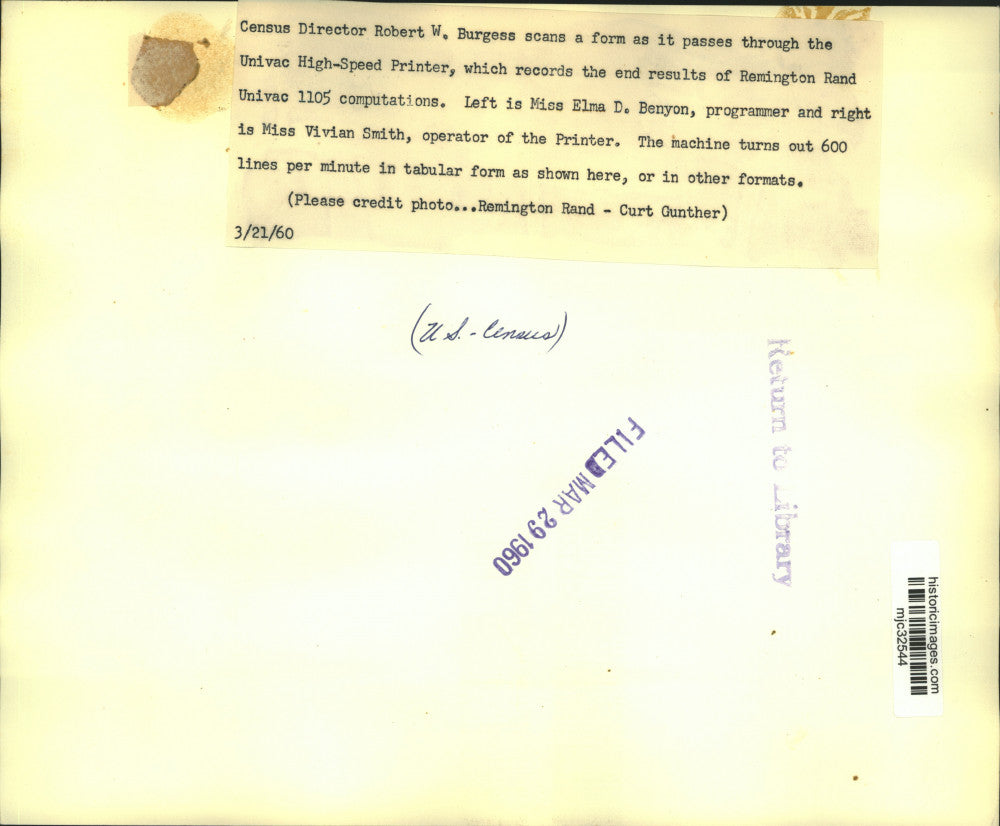 Census Director Robert W. Burgess scans a form as it passes through the
Univac High-Speed Printer, which records the end results of Remington Rand
Univac 1105 computations. Left is Miss Elma D. Benyon, programmer and right
is Miss Vivian Smith, operator of the Printer. The machine turns out 600
lines per minute in tabular form as shown here, or in other formats.
(Please credit photo...Remington Rand - Curt Gunther)
3/21/60
(U.S. - Census)
Return to Library
FILED MAR 29 1960
historicimages.com
mjc32544